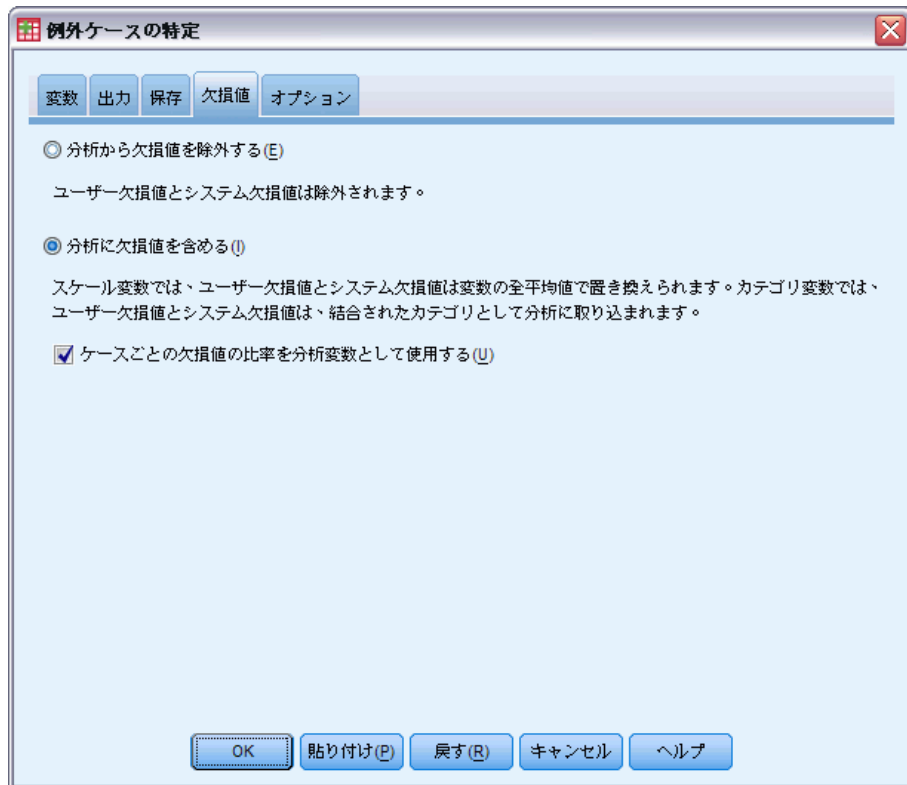 例外ケースの特定
変数 出力 保存 欠損値 オプション
分析から欠損値を除外する(E)
ユーザー欠損値とシステム欠損値は除外されます。
分析に欠損値を含める(I)
スケール変数では、ユーザー欠損値とシステム欠損値は変数の全平均値で置き換えられます。カテゴリ変数では、
ユーザー欠損値とシステム欠損値は、結合されたカテゴリとして分析に取り込まれます。
ケースごとの欠損値の比率を分析変数として使用する(U)
OK 貼り付け(P) 戻す(R) キャンセル ヘルプ